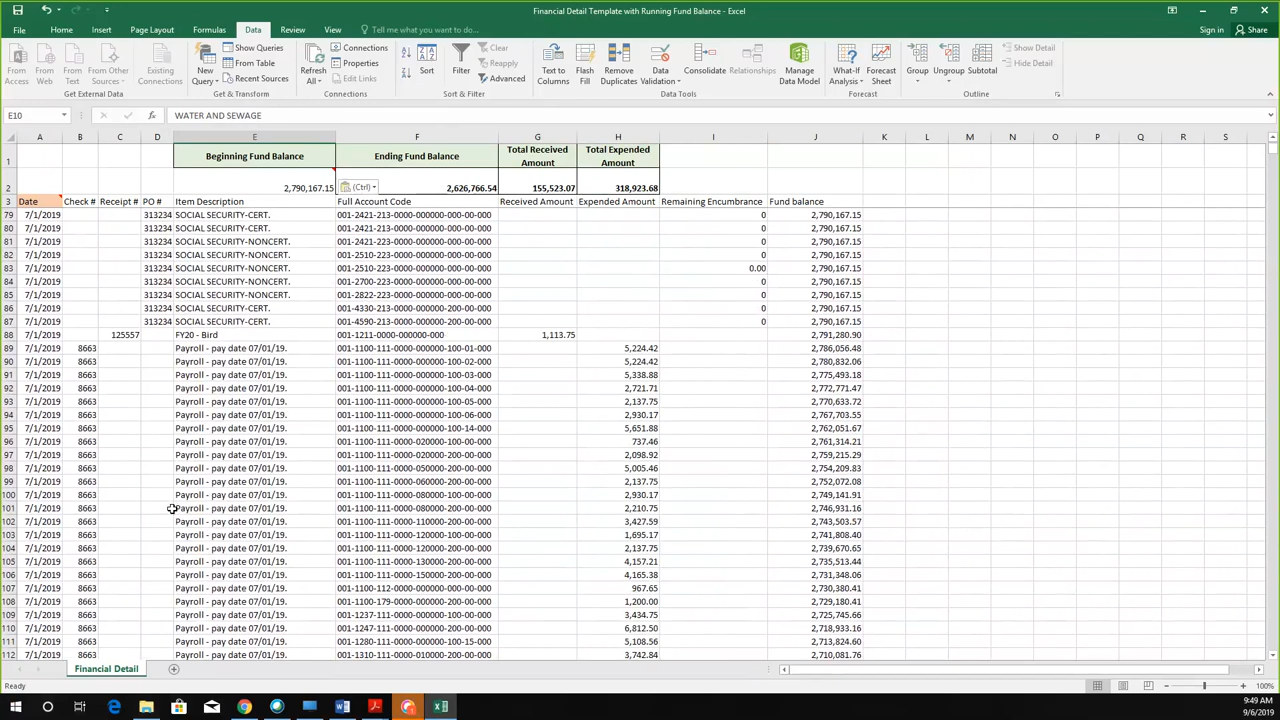 Financial Detail Template with Running Fund Balance - Excel
File Home Insert Page Layout Formulas Data Review View Tell me what you want to do... Sign in Share
From Access From Web From Text From Other Sources Existing Connections New Query Show Queries From Table Recent Sources Refresh All Connections Properties Edit Links Sort Filter Clear Reapply Advanced Text to Columns Flash Fill Remove Duplicates Data Validation Consolidate Relationships Manage Data Model What-If Analysis Forecast Sheet Group Ungroup Subtotal Show Detail Hide Detail
Get External Data Get & Transform Connections Sort & Filter Data Tools Forecast Outline
E10 fx WATER AND SEWAGE
A B C D E F G H I J K L M N O P Q R S
1 Beginning Fund Balance Ending Fund Balance Total Received Amount Total Expended Amount
2 2,790,167.15 (Ctrl) 2,626,766.54 155,523.07 318,923.68
3 Date Check # Receipt # PO # Item Description Full Account Code Received Amount Expended Amount Remaining Encumbrance Fund balance
79 7/1/2019 313234 SOCIAL SECURITY-CERT. 001-2421-213-0000-000000-000-00-000 0 2,790,167.15
80 7/1/2019 313234 SOCIAL SECURITY-CERT. 001-2421-213-0000-000000-000-00-000 0 2,790,167.15
81 7/1/2019 313234 SOCIAL SECURITY-NONCERT. 001-2421-223-0000-000000-000-00-000 0 2,790,167.15
82 7/1/2019 313234 SOCIAL SECURITY-NONCERT. 001-2510-223-0000-000000-000-00-000 0 2,790,167.15
83 7/1/2019 313234 SOCIAL SECURITY-NONCERT. 001-2510-223-0000-000000-000-00-000 0.00 2,790,167.15
84 7/1/2019 313234 SOCIAL SECURITY-NONCERT. 001-2700-223-0000-000000-000-00-000 0 2,790,167.15
85 7/1/2019 313234 SOCIAL SECURITY-NONCERT. 001-2822-223-0000-000000-000-00-000 0 2,790,167.15
86 7/1/2019 313234 SOCIAL SECURITY-CERT. 001-4330-213-0000-000000-200-00-000 0 2,790,167.15
87 7/1/2019 313234 SOCIAL SECURITY-CERT. 001-4590-213-0000-000000-200-00-000 0 2,790,167.15
88 7/1/2019 125557 FY20 - Bird 001-1211-0000-000000-000 1,113.75 2,791,280.90
89 7/1/2019 8663 Payroll - pay date 07/01/19. 001-1100-111-0000-000000-100-01-000 5,224.42 2,786,056.48
90 7/1/2019 8663 Payroll - pay date 07/01/19. 001-1100-111-0000-000000-100-02-000 5,224.42 2,780,832.06
91 7/1/2019 8663 Payroll - pay date 07/01/19. 001-1100-111-0000-000000-100-03-000 5,338.88 2,775,493.18
92 7/1/2019 8663 Payroll - pay date 07/01/19. 001-1100-111-0000-000000-100-04-000 2,721.71 2,772,771.47
93 7/1/2019 8663 Payroll - pay date 07/01/19. 001-1100-111-0000-000000-100-05-000 2,137.75 2,770,633.72
94 7/1/2019 8663 Payroll - pay date 07/01/19. 001-1100-111-0000-000000-100-06-000 2,930.17 2,767,703.55
95 7/1/2019 8663 Payroll - pay date 07/01/19. 001-1100-111-0000-000000-100-14-000 5,651.88 2,762,051.67
96 7/1/2019 8663 Payroll - pay date 07/01/19. 001-1100-111-0000-020000-100-00-000 737.46 2,761,314.21
97 7/1/2019 8663 Payroll - pay date 07/01/19. 001-1100-111-0000-020000-200-00-000 2,098.92 2,759,215.29
98 7/1/2019 8663 Payroll - pay date 07/01/19. 001-1100-111-0000-050000-200-00-000 5,005.46 2,754,209.83
99 7/1/2019 8663 Payroll - pay date 07/01/19. 001-1100-111-0000-060000-200-00-000 2,137.75 2,752,072.08
100 7/1/2019 8663 Payroll - pay date 07/01/19. 001-1100-111-0000-080000-100-00-000 2,930.17 2,749,141.91
101 7/1/2019 8663 Payroll - pay date 07/01/19. 001-1100-111-0000-080000-200-00-000 2,210.75 2,746,931.16
102 7/1/2019 8663 Payroll - pay date 07/01/19. 001-1100-111-0000-110000-200-00-000 3,427.59 2,743,503.57
103 7/1/2019 8663 Payroll - pay date 07/01/19. 001-1100-111-0000-120000-100-00-000 1,695.17 2,741,808.40
104 7/1/2019 8663 Payroll - pay date 07/01/19. 001-1100-111-0000-120000-200-00-000 2,137.75 2,739,670.65
105 7/1/2019 8663 Payroll - pay date 07/01/19. 001-1100-111-0000-130000-200-00-000 4,157.21 2,735,513.44
106 7/1/2019 8663 Payroll - pay date 07/01/19. 001-1100-111-0000-150000-200-00-000 4,165.38 2,731,348.06
107 7/1/2019 8663 Payroll - pay date 07/01/19. 001-1100-112-0000-000000-200-00-000 967.65 2,730,380.41
108 7/1/2019 8663 Payroll - pay date 07/01/19. 001-1100-179-0000-000000-200-00-000 1,200.00 2,729,180.41
109 7/1/2019 8663 Payroll - pay date 07/01/19. 001-1237-111-0000-010000-100-00-000 3,434.75 2,725,745.66
110 7/1/2019 8663 Payroll - pay date 07/01/19. 001-1247-111-0000-010000-200-00-000 6,812.50 2,718,933.16
111 7/1/2019 8663 Payroll - pay date 07/01/19. 001-1280-111-0000-010000-100-15-000 5,108.56 2,713,824.60
112 7/1/2019 8663 Payroll - pay date 07/01/19. 001-1310-111-0000-010000-200-00-000 3,742.84 2,710,081.76
Financial Detail
Ready 100%
9:49 AM
9/6/2019